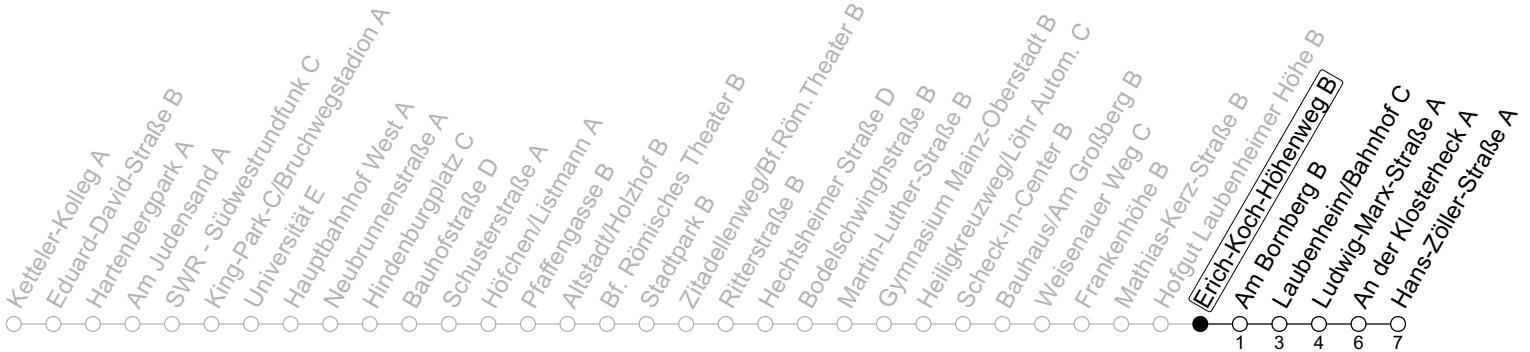 Ketteler-Kolleg A
Eduard-David-Straße B
Hartenbergpark A
Am Judensand A
SWR - Südwestrundfunk C
King-Park-C/Bruchwegstadion A
Universität E
Hauptbahnhof West A
Neubrunnenstraße A
Hindenburgplatz C
Bauhofstraße D
Schusterstraße A
Höfchen/Listmann A
Pfaffengasse B
Altstadt/Holzhof B
Bf. Römisches Theater B
Stadtpark B
Zitadellenweg/Bf.Röm. Theater B
Ritterstraße B
Hechtsheimer Straße D
Bodelschwinghstraße B
Martin-Luther-Straße B
Gymnasium Mainz-Oberstadt B
Heiligkreuzweg/Löhr Autom. C
Scheck-In-Center B
Bauhaus/Am Großberg B
Weisenauer Weg C
Frankenhöhe B
Mathias-Kerz-Straße B
Hofgut Laubenheimer Höhe B
Erich-Koch-Höhenweg B
Am Bornberg B
Laubenheim/Bahnhof C
Ludwig-Marx-Straße A
An der Klosterheck A
Hans-Zöller-Straße A
1 3 4 6 7